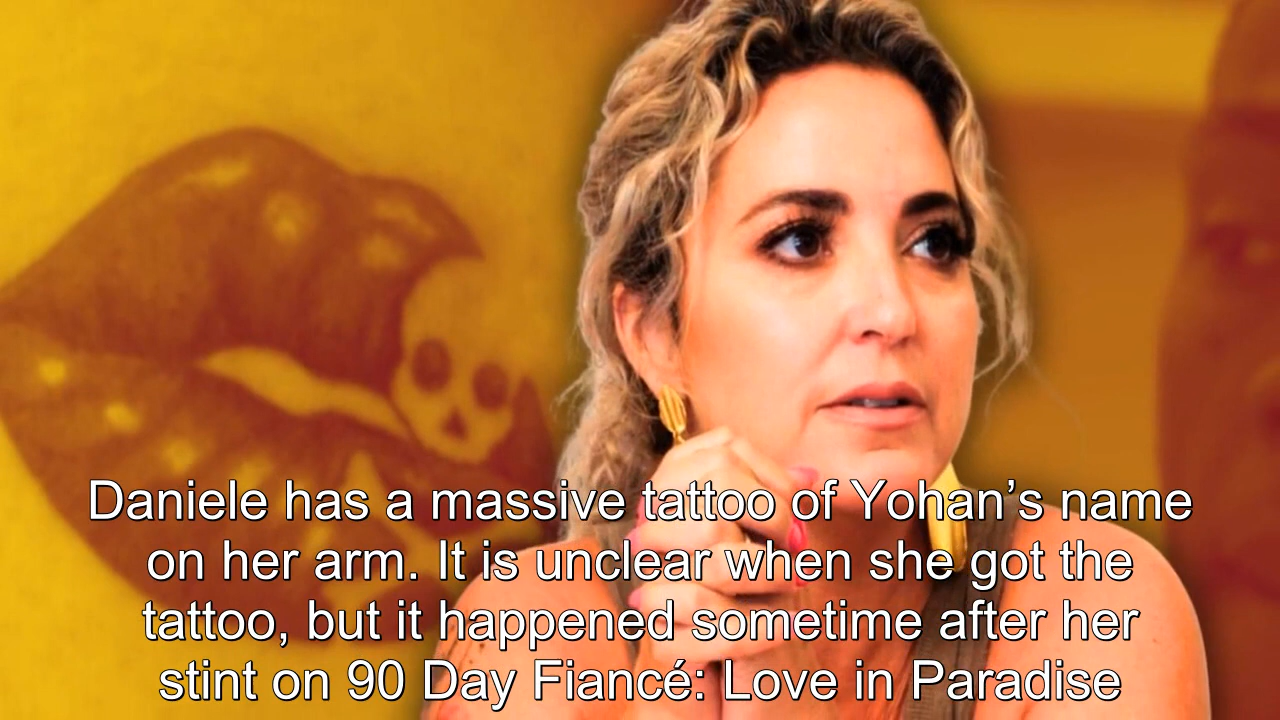 Daniele has a massive tattoo of Yohan’s name
on her arm. It is unclear when she got the
tattoo, but it happened sometime after her
stint on 90 Day Fiancé: Love in Paradise